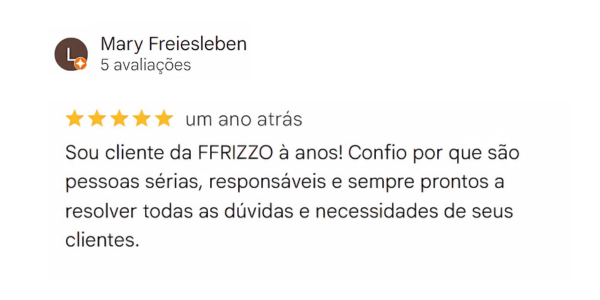 L
Mary Freiesleben
5 avaliações
um ano atrás
Sou cliente da FFRIZZO à anos! Confio por que são
pessoas sérias, responsáveis e sempre prontos a
resolver todas as dúvidas e necessidades de seus
clientes.